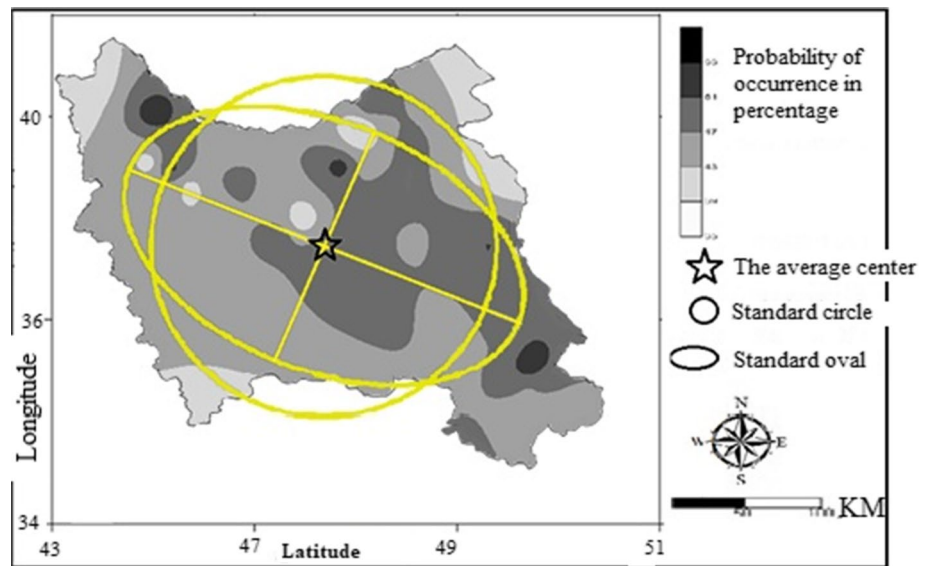 40
36
34
43
47
49
51
Longitude
Latitude
Probability of
occurrence in
percentage
The average center
Standard circle
Standard oval
N
W
E
S
KM